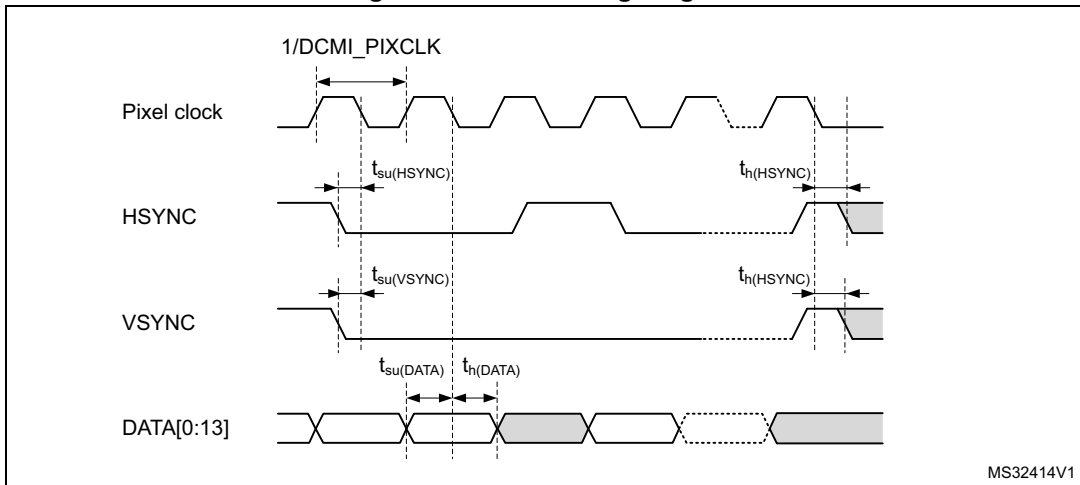 1/DCMI_PIXCLK
Pixel clock
tsu(HSYNC) th(HSYNC)
HSYNC
tsu(VSYNC) th(HSYNC)
VSYNC
tsu(DATA) th(DATA)
DATA[0:13]
MS32414V1